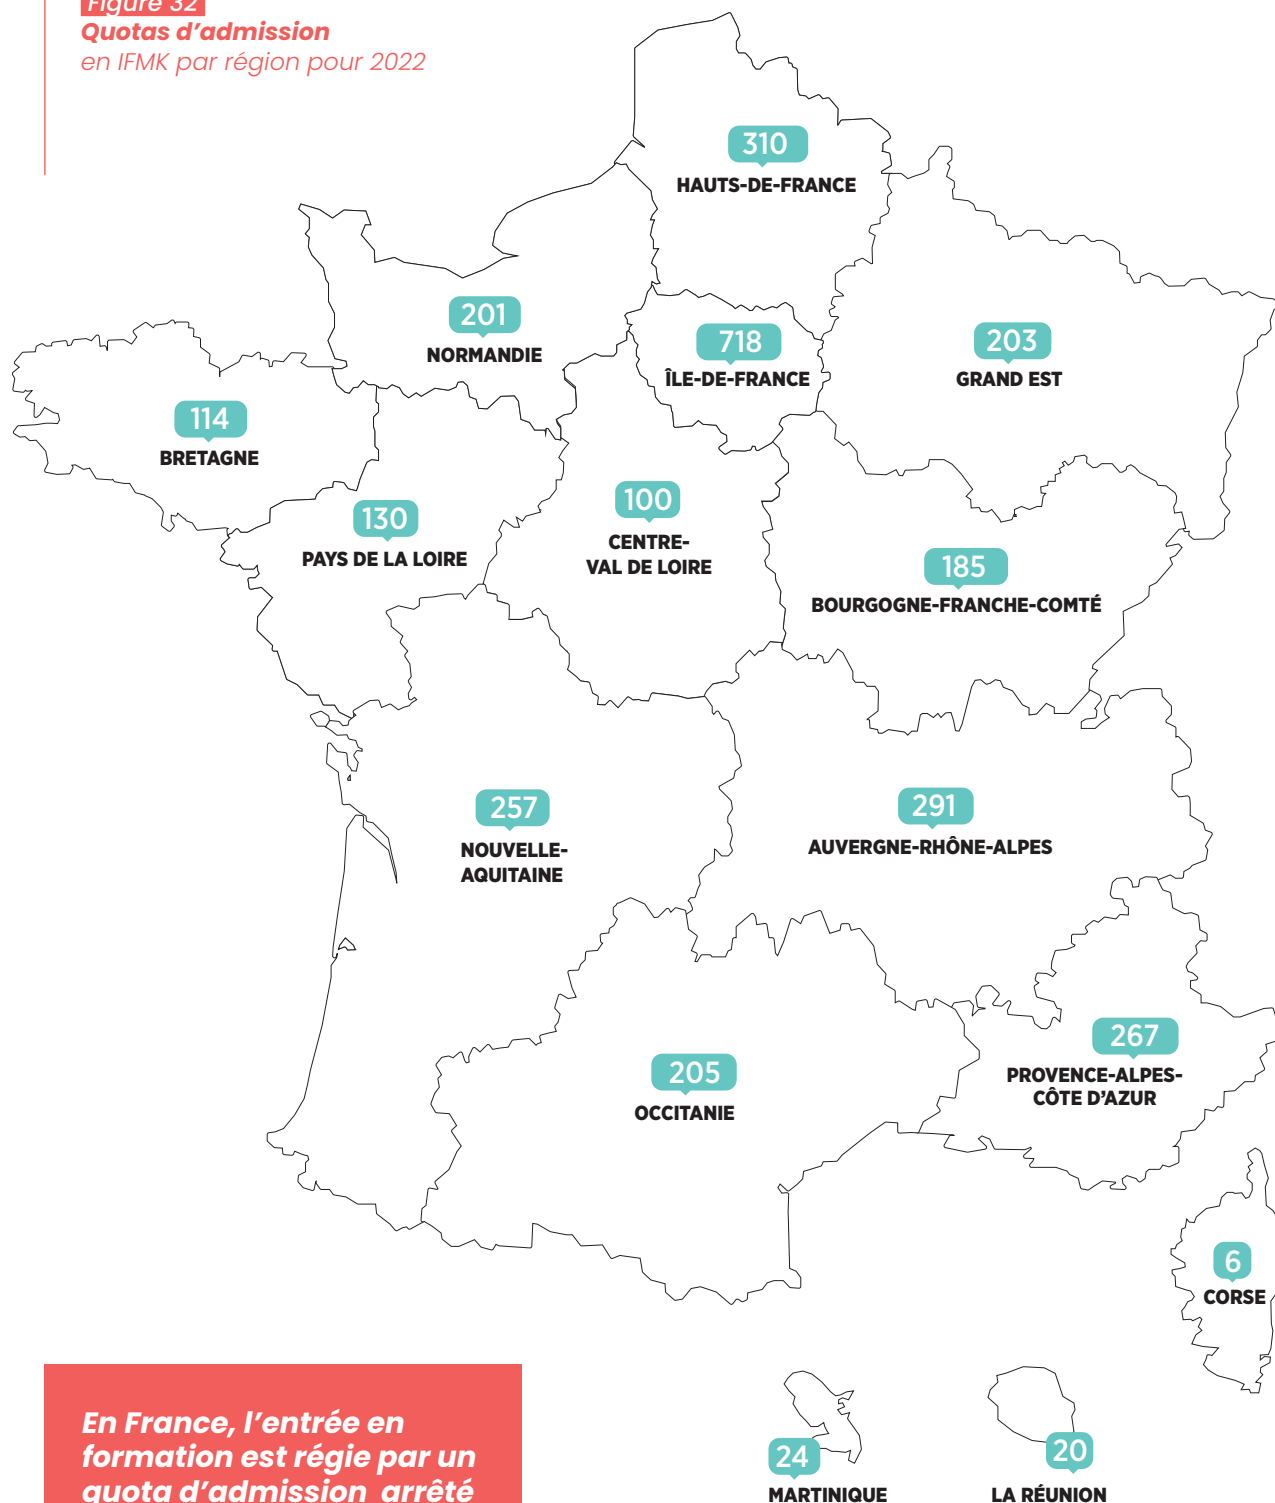 Figure 32
Quotas d’admission
en IFMK par région pour 2022
310
HAUTS-DE-FRANCE
201
NORMANDIE
718
ÎLE-DE-FRANCE
203
GRAND EST
114
BRETAGNE
130
PAYS DE LA LOIRE
100
CENTRE-
VAL DE LOIRE
185
BOURGOGNE-FRANCHE-COMTÉ
257
NOUVELLE-
AQUITAINE
291
AUVERGNE-RHÔNE-ALPES
205
OCCITANIE
267
PROVENCE-ALPES-
CÔTE D’AZUR
6
CORSE
En France, l’entrée en
formation est régie par un
quota d’admission arrêté
24
MARTINIQUE
20
LA RÉUNION